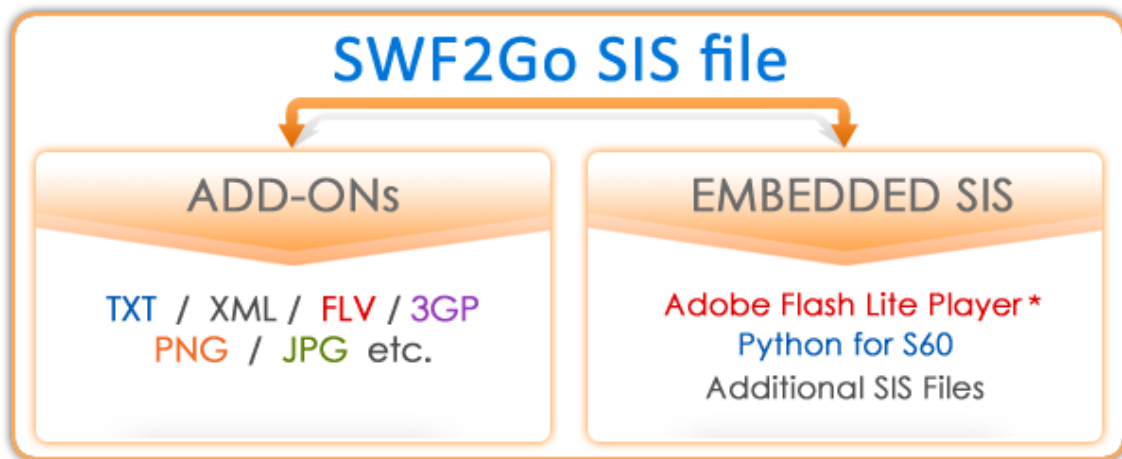 SWF2Go SIS file
ADD-ONs
TXT / XML / FLV / 3GP
PNG / JPG etc.
EMBEDDED SIS
Adobe Flash Lite Player *
Python for S60
Additional SIS Files